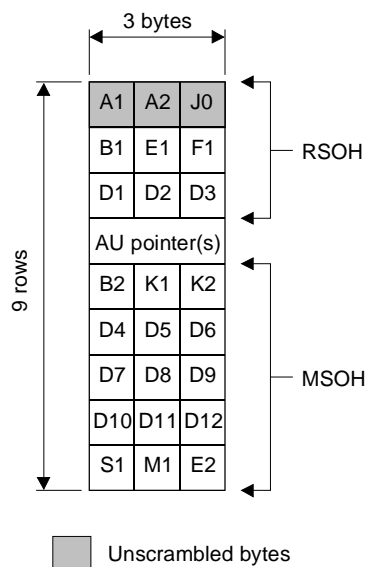 3 bytes
A1 A2 J0
B1 E1 F1
RSOH
D1 D2 D3
AU pointer(s)
9 rows
B2 K1 K2
D4 D5 D6
D7 D8 D9
MSOH
D10 D11 D12
S1 M1 E2
Unscrambled bytes